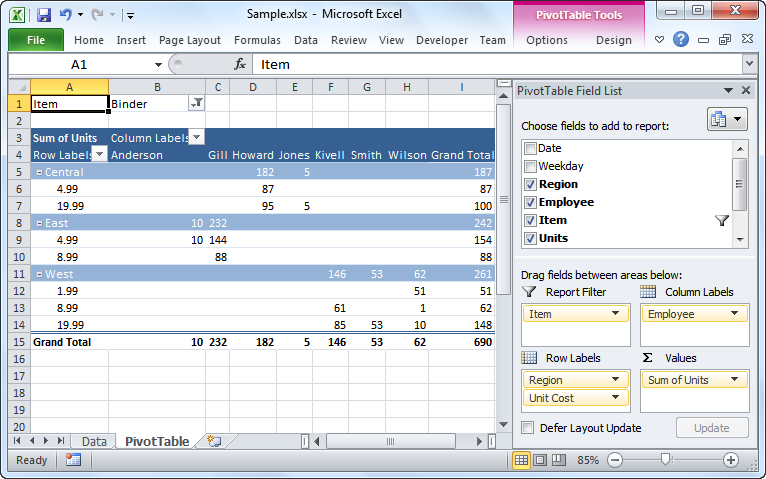 Sample.xlsx - Microsoft Excel
PivotTable Tools
File Home Insert Page Layout Formulas Data Review View Developer Team Options Design
A1 fx Item
PivotTable Field List
A B C D E F G H I
1 Item Binder
2
3 Sum of Units Column Labels
4 Row Labels Anderson Gill Howard Jones Kivell Smith Wilson Grand Total
5 Central 182 5 187
6 4.99 87 87
7 19.99 95 5 100
8 East 10 232 242
9 4.99 10 144 154
10 8.99 88 88
11 West 146 53 62 261
12 1.99 51 51
13 8.99 61 1 62
14 19.99 85 53 10 148
15 Grand Total 10 232 182 5 146 53 62 690
16
17
18
19
20
Choose fields to add to report:
Date
Weekday
Region
Employee
Item
Units
Drag fields between areas below:
Report Filter Column Labels
Item Employee
Row Labels Σ Values
Region Sum of Units
Unit Cost
Defer Layout Update Update
Data PivotTable
Ready 85%